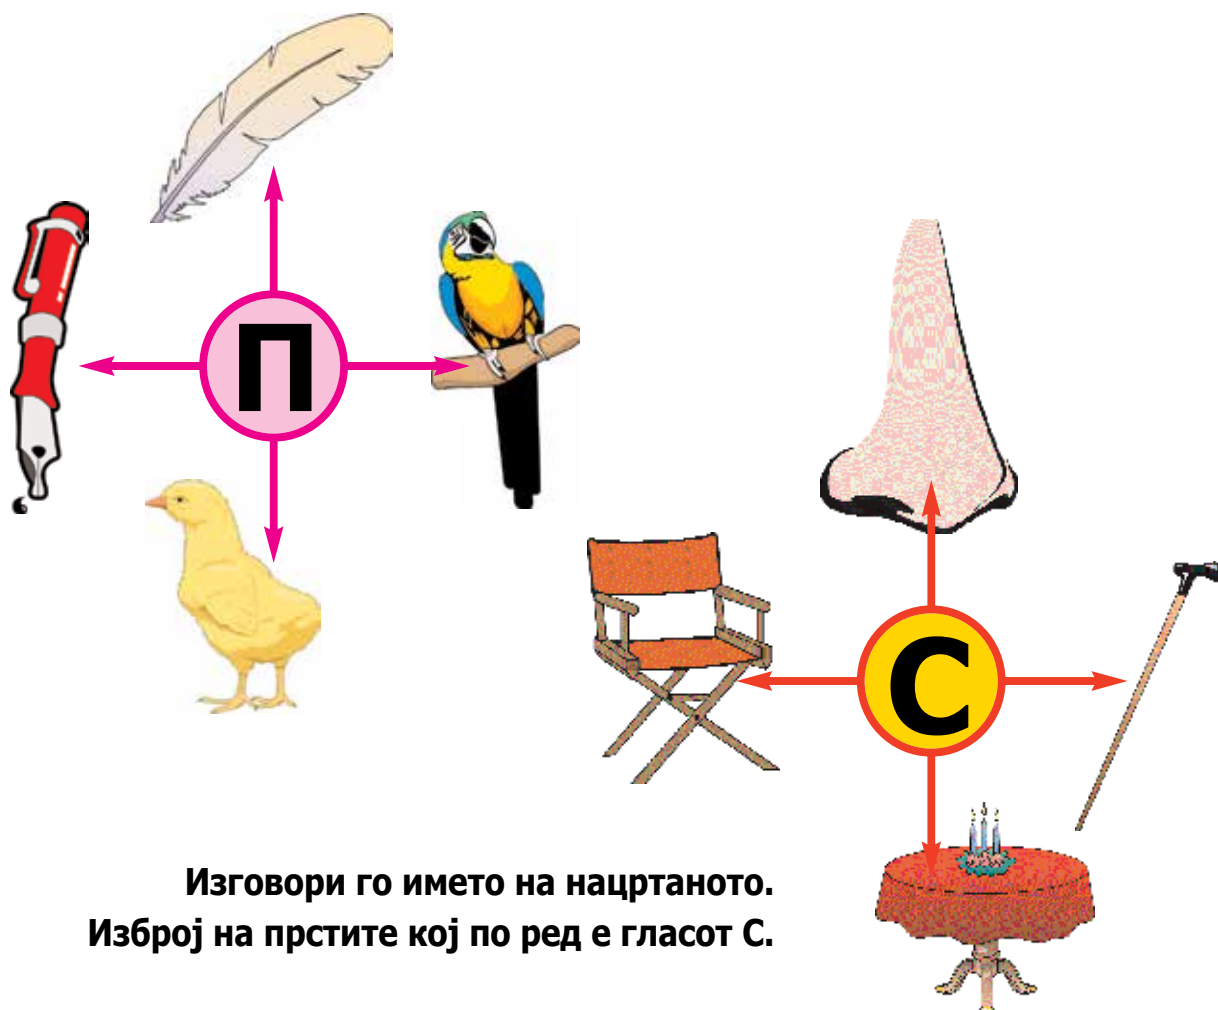 П
С
Изговори го името на нацртаното.
Изброј на прстите кој по ред е гласот С.